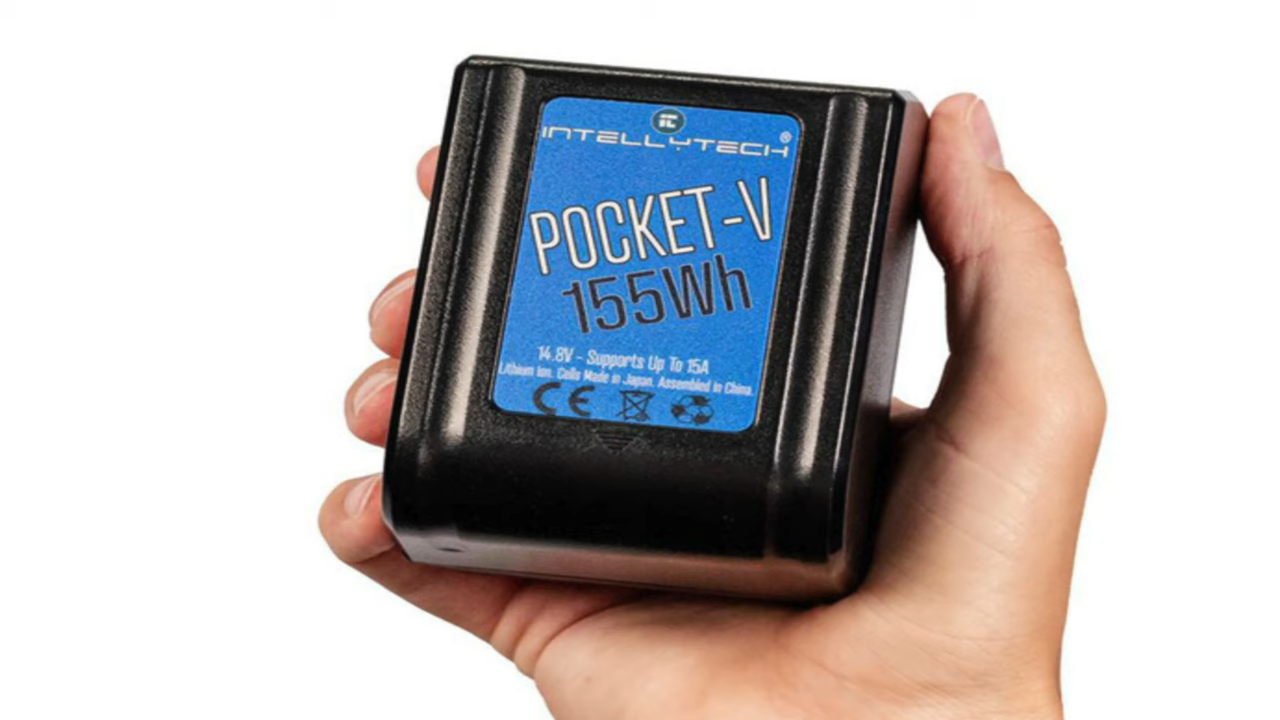 iC
INTELLYTECH®
POCKET-V
155Wh
14.8V - Supports Up To 15A
Lithium Ion. Cells Made in Japan. Assembled in China.
CE